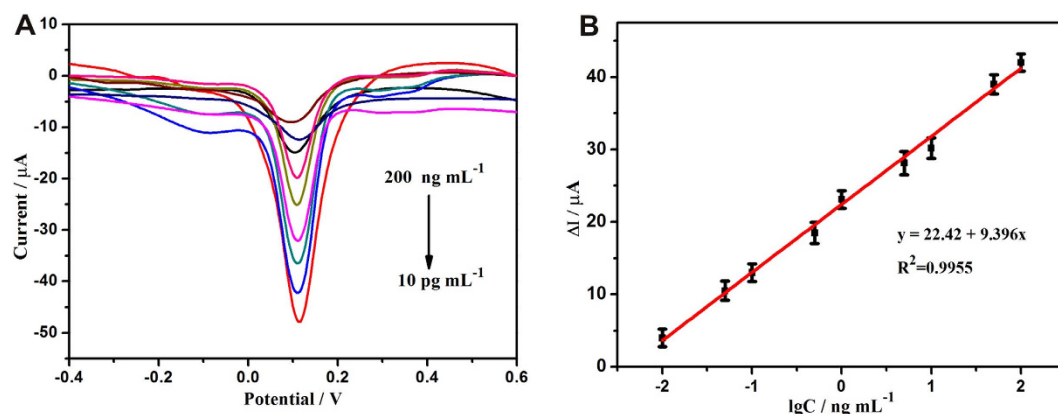 A
10
0
-10
-20
-30
-40
-50
Current / μA
200 ng mL⁻¹
10 pg mL⁻¹
-0.4 -0.2 0.0 0.2 0.4 0.6
Potential / V
B
40
30
20
10
0
ΔI / μA
y = 22.42 + 9.396x
R²=0.9955
-2 -1 0 1 2
lgC / ng mL⁻¹